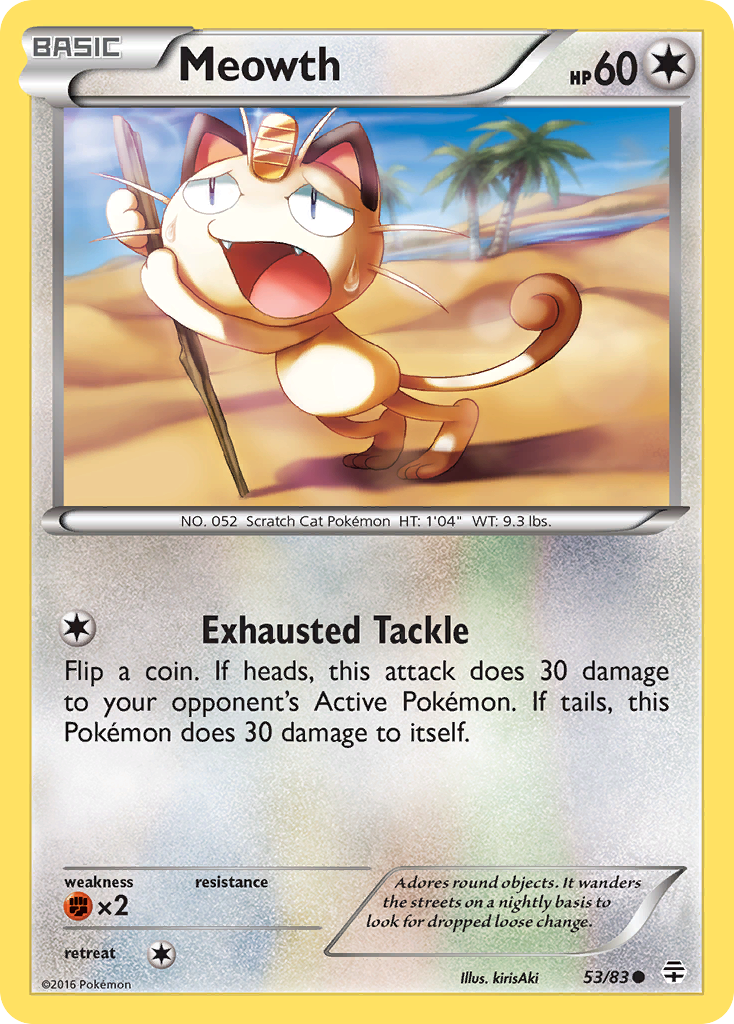 BASIC
Meowth
HP60
NO. 052 Scratch Cat Pokémon HT: 1'04" WT: 9.3 lbs.
Exhausted Tackle
Flip a coin. If heads, this attack does 30 damage
to your opponent's Active Pokémon. If tails, this
Pokémon does 30 damage to itself.
weakness resistance
×2
retreat
Adores round objects. It wanders
the streets on a nightly basis to
look for dropped loose change.
©2016 Pokémon
Illus. kirisAki
53/83